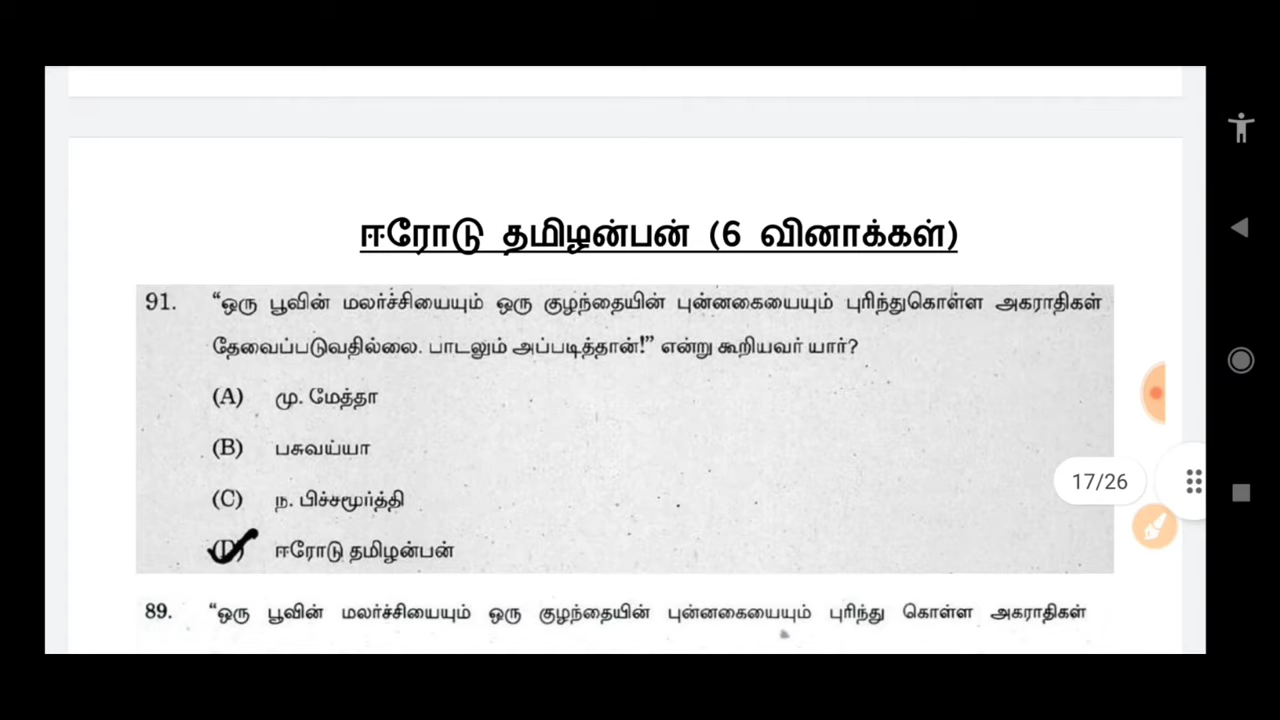 ஈரோடு தமிழன்பன் (6 வினாக்கள்)
91. “ஒரு பூவின் மலர்ச்சியையும் ஒரு குழந்தையின் புன்னகையையும் புரிந்துகொள்ள அகராதிகள்
தேவைப்படுவதில்லை. பாடலும் அப்படித்தான்!” என்று கூறியவர் யார்?
(A) மு. மேத்தா
(B) பசுவய்யா
(C) ந. பிச்சமூர்த்தி
(D) ஈரோடு தமிழன்பன்
17/26
89. “ஒரு பூவின் மலர்ச்சியையும் ஒரு குழந்தையின் புன்னகையையும் புரிந்து கொள்ள அகராதிகள்